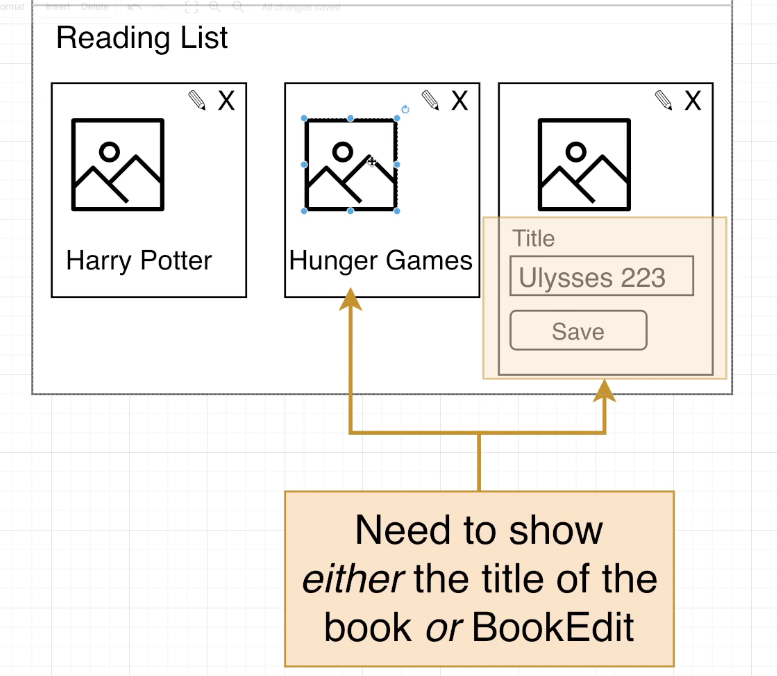 ormat Insert Delete All changes saved
Reading List
X X X
Harry Potter
Hunger Games
Title
Ulysses 223
Save
Need to show
either the title of the
book or BookEdit